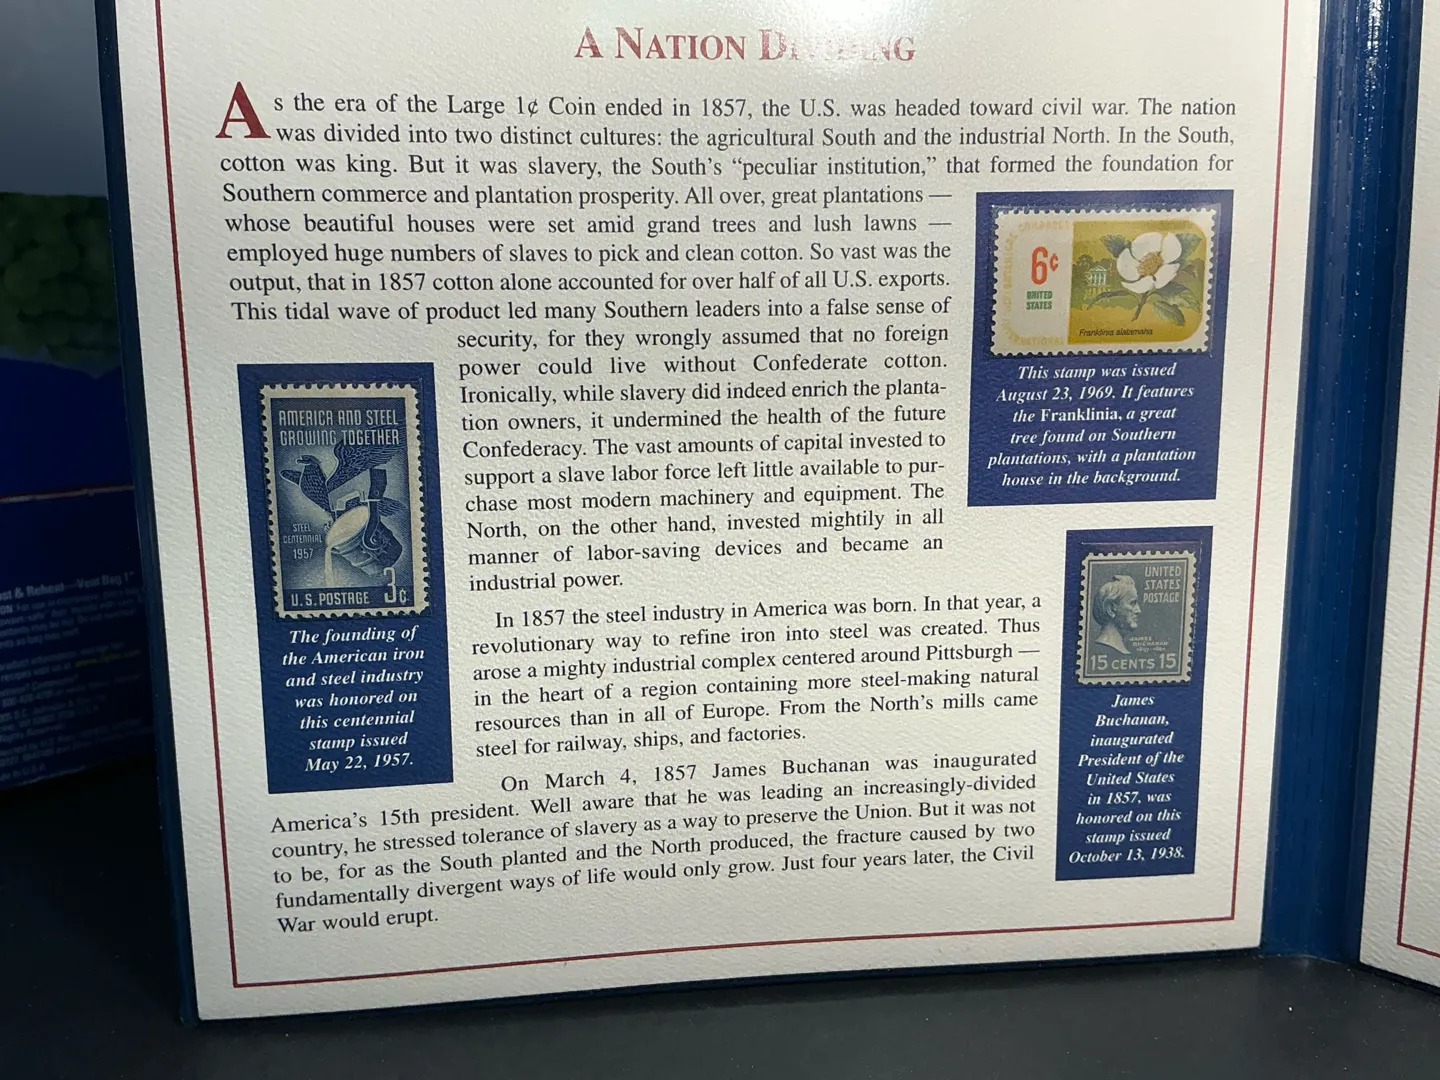 A NATION DIVIDING
As the era of the Large 1¢ Coin ended in 1857, the U.S. was headed toward civil war. The nation
was divided into two distinct cultures: the agricultural South and the industrial North. In the South,
cotton was king. But it was slavery, the South's “peculiar institution,” that formed the foundation for
Southern commerce and plantation prosperity. All over, great plantations —
whose beautiful houses were set amid grand trees and lush lawns —
employed huge numbers of slaves to pick and clean cotton. So vast was the
output, that in 1857 cotton alone accounted for over half of all U.S. exports.
This tidal wave of product led many Southern leaders into a false sense of
security, for they wrongly assumed that no foreign
power could live without Confederate cotton.
Ironically, while slavery did indeed enrich the planta-
tion owners, it undermined the health of the future
Confederacy. The vast amounts of capital invested to
support a slave labor force left little available to pur-
chase most modern machinery and equipment. The
North, on the other hand, invested mightily in all
manner of labor-saving devices and became an
industrial power.
In 1857 the steel industry in America was born. In that year, a
revolutionary way to refine iron into steel was created. Thus
arose a mighty industrial complex centered around Pittsburgh —
in the heart of a region containing more steel-making natural
resources than in all of Europe. From the North's mills came
steel for railway, ships, and factories.
On March 4, 1857 James Buchanan was inaugurated
America's 15th president. Well aware that he was leading an increasingly-divided
country, he stressed tolerance of slavery as a way to preserve the Union. But it was not
to be, for as the South planted and the North produced, the fracture caused by two
fundamentally divergent ways of life would only grow. Just four years later, the Civil
War would erupt.
6¢
UNITED
STATES
Franklinia alatamaha
This stamp was issued
August 23, 1969. It features
the Franklinia, a great
tree found on Southern
plantations, with a plantation
house in the background.
AMERICA AND STEEL
GROWING TOGETHER
STEEL
CENTENNIAL
1957
U.S. POSTAGE 3¢
The founding of
the American iron
and steel industry
was honored on
this centennial
stamp issued
May 22, 1957.
UNITED
STATES
POSTAGE
JAMES
BUCHANAN
15 CENTS 15
James
Buchanan,
inaugurated
President of the
United States
in 1857, was
honored on this
stamp issued
October 13, 1938.